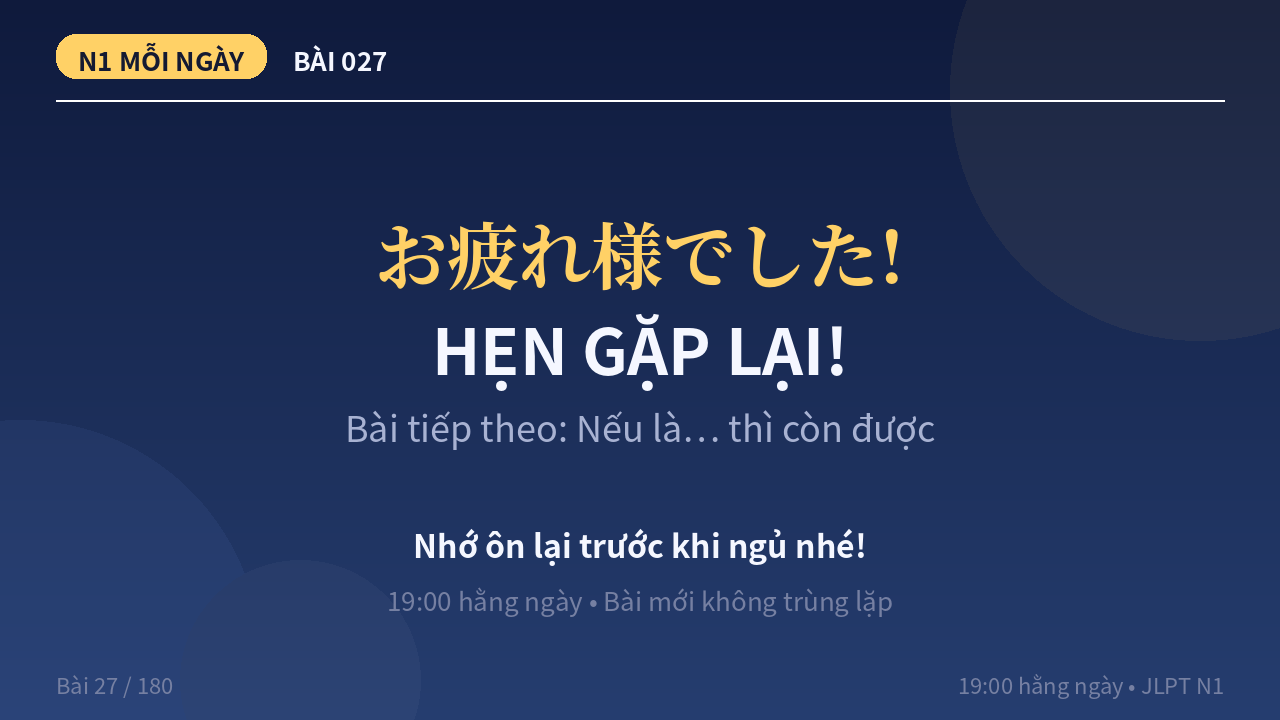 N1 MỖI NGÀY
BÀI 027
お疲れ様でした!
HẸN GẶP LẠI!
Bài tiếp theo: Nếu là… thì còn được
Nhớ ôn lại trước khi ngủ nhé!
19:00 hằng ngày • Bài mới không trùng lặp
Bài 27 / 180
19:00 hằng ngày • JLPT N1